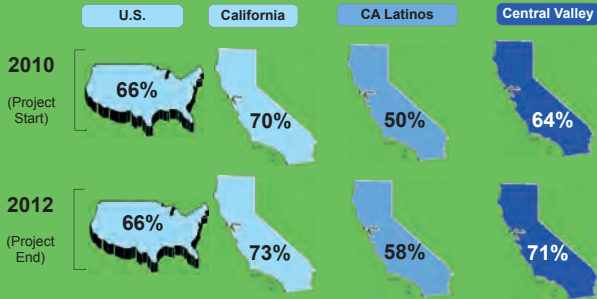 U.S. California CA Latinos Central Valley
2010
(Project
Start)
66% 70% 50% 64%
2012
(Project
End)
66% 73% 58% 71%